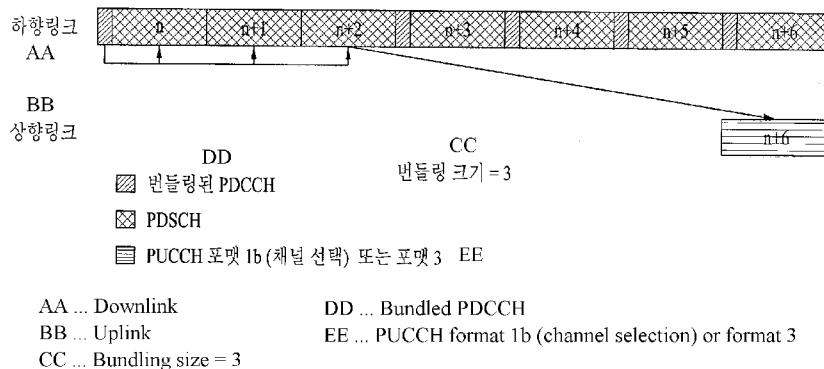 하향링크 n n+1 n+2 n+3 n+4 n+5 n+6
AA
BB
상향링크 n+6
DD CC
번들링된 PDCCH 번들링 크기 = 3
PDSCH
PUCCH 포맷 1b (채널 선택) 또는 포맷 3 EE
AA ... Downlink DD ... Bundled PDCCH
BB ... Uplink EE ... PUCCH format 1b (channel selection) or format 3
CC ... Bundling size = 3